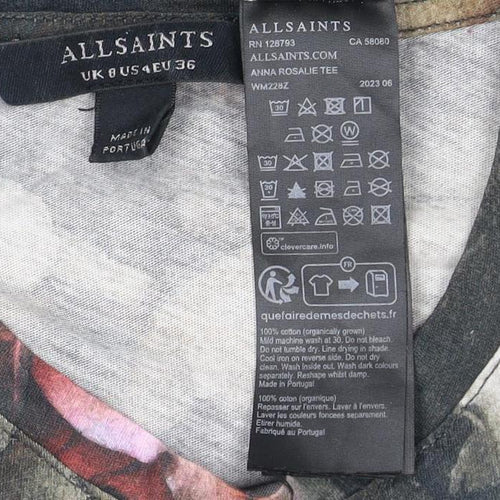 ALLSAINTS
UK 8 US 4 EU 36
MADE IN
PORTUGAL
ALLSAINTS
RN 128793 CA 58080
ALLSAINTS.COM
ANNA ROSALIE TEE
WM228Z 2023 06
30
W
30
30
clevercare.info
FR
quefairedemesdechets.fr
100% cotton (organically grown)
Mild machine wash at 30. Do not bleach.
Do not tumble dry. Line drying in shade.
Cool iron on reverse side. Do not dry
clean. Wash Inside out. Wash dark colours
separately. Reshape whilst damp.
Made in Portugal
100% coton (organique)
Repasser sur l'envers. Laver à l'envers.
Laver les couleurs foncées separément.
Etirer humide.
Fabriqué au Portugal